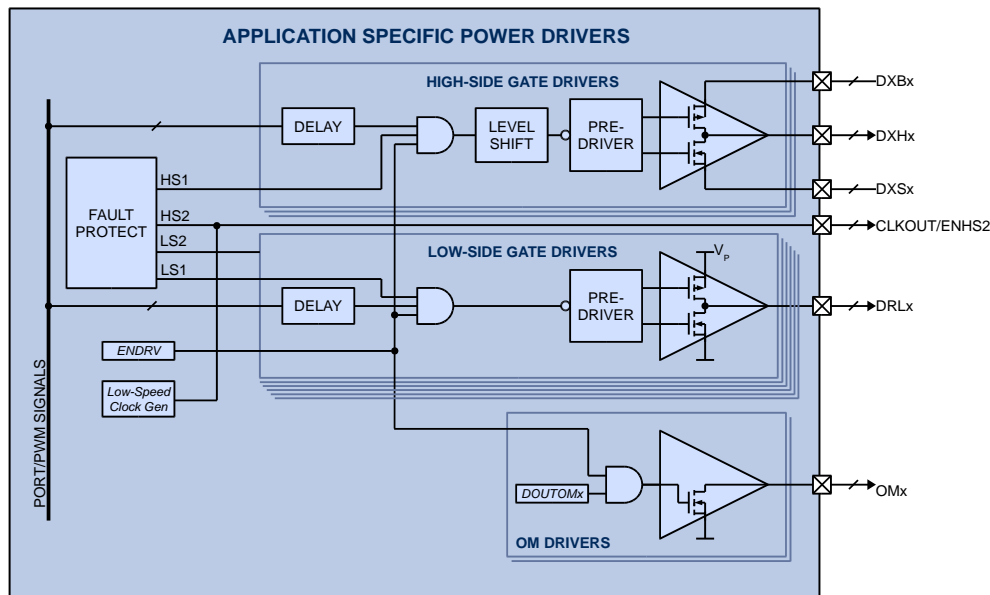 APPLICATION SPECIFIC POWER DRIVERS
HIGH-SIDE GATE DRIVERS
DXBx
DELAY
LEVEL
SHIFT
PRE-
DRIVER
DXHx
FAULT
PROTECT
HS1
HS2
LS2
LS1
DXSx
CLKOUT/ENHS2
LOW-SIDE GATE DRIVERS
VP
DELAY
PRE-
DRIVER
DRLx
ENDRV
Low-Speed
Clock Gen
PORT/PWM SIGNALS
DOUTOMx
OMx
OM DRIVERS